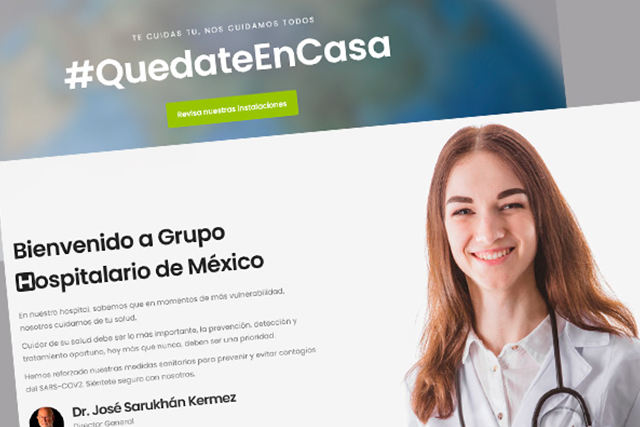 TE CUIDAS TU, NOS CUIDAMOS TODOS
#QuedateEnCasa
Revisa nuestras instalaciones
Bienvenido a Grupo
Hospitalario de México
En nuestro hospital, sabemos que en momentos de más vulnerabilidad,
nosotros cuidamos de tu salud.
Cuidar de su salud debe ser lo más importante, la prevención, detección y
tratamiento oportuno, hoy más que nunca, deben ser una prioridad.
Hemos reforzado nuestras medidas sanitarias para prevenir y evitar contagios
del SARS-COV2. Siéntete seguro con nosotros.
Dr. José Sarukhán Kermez
Director General